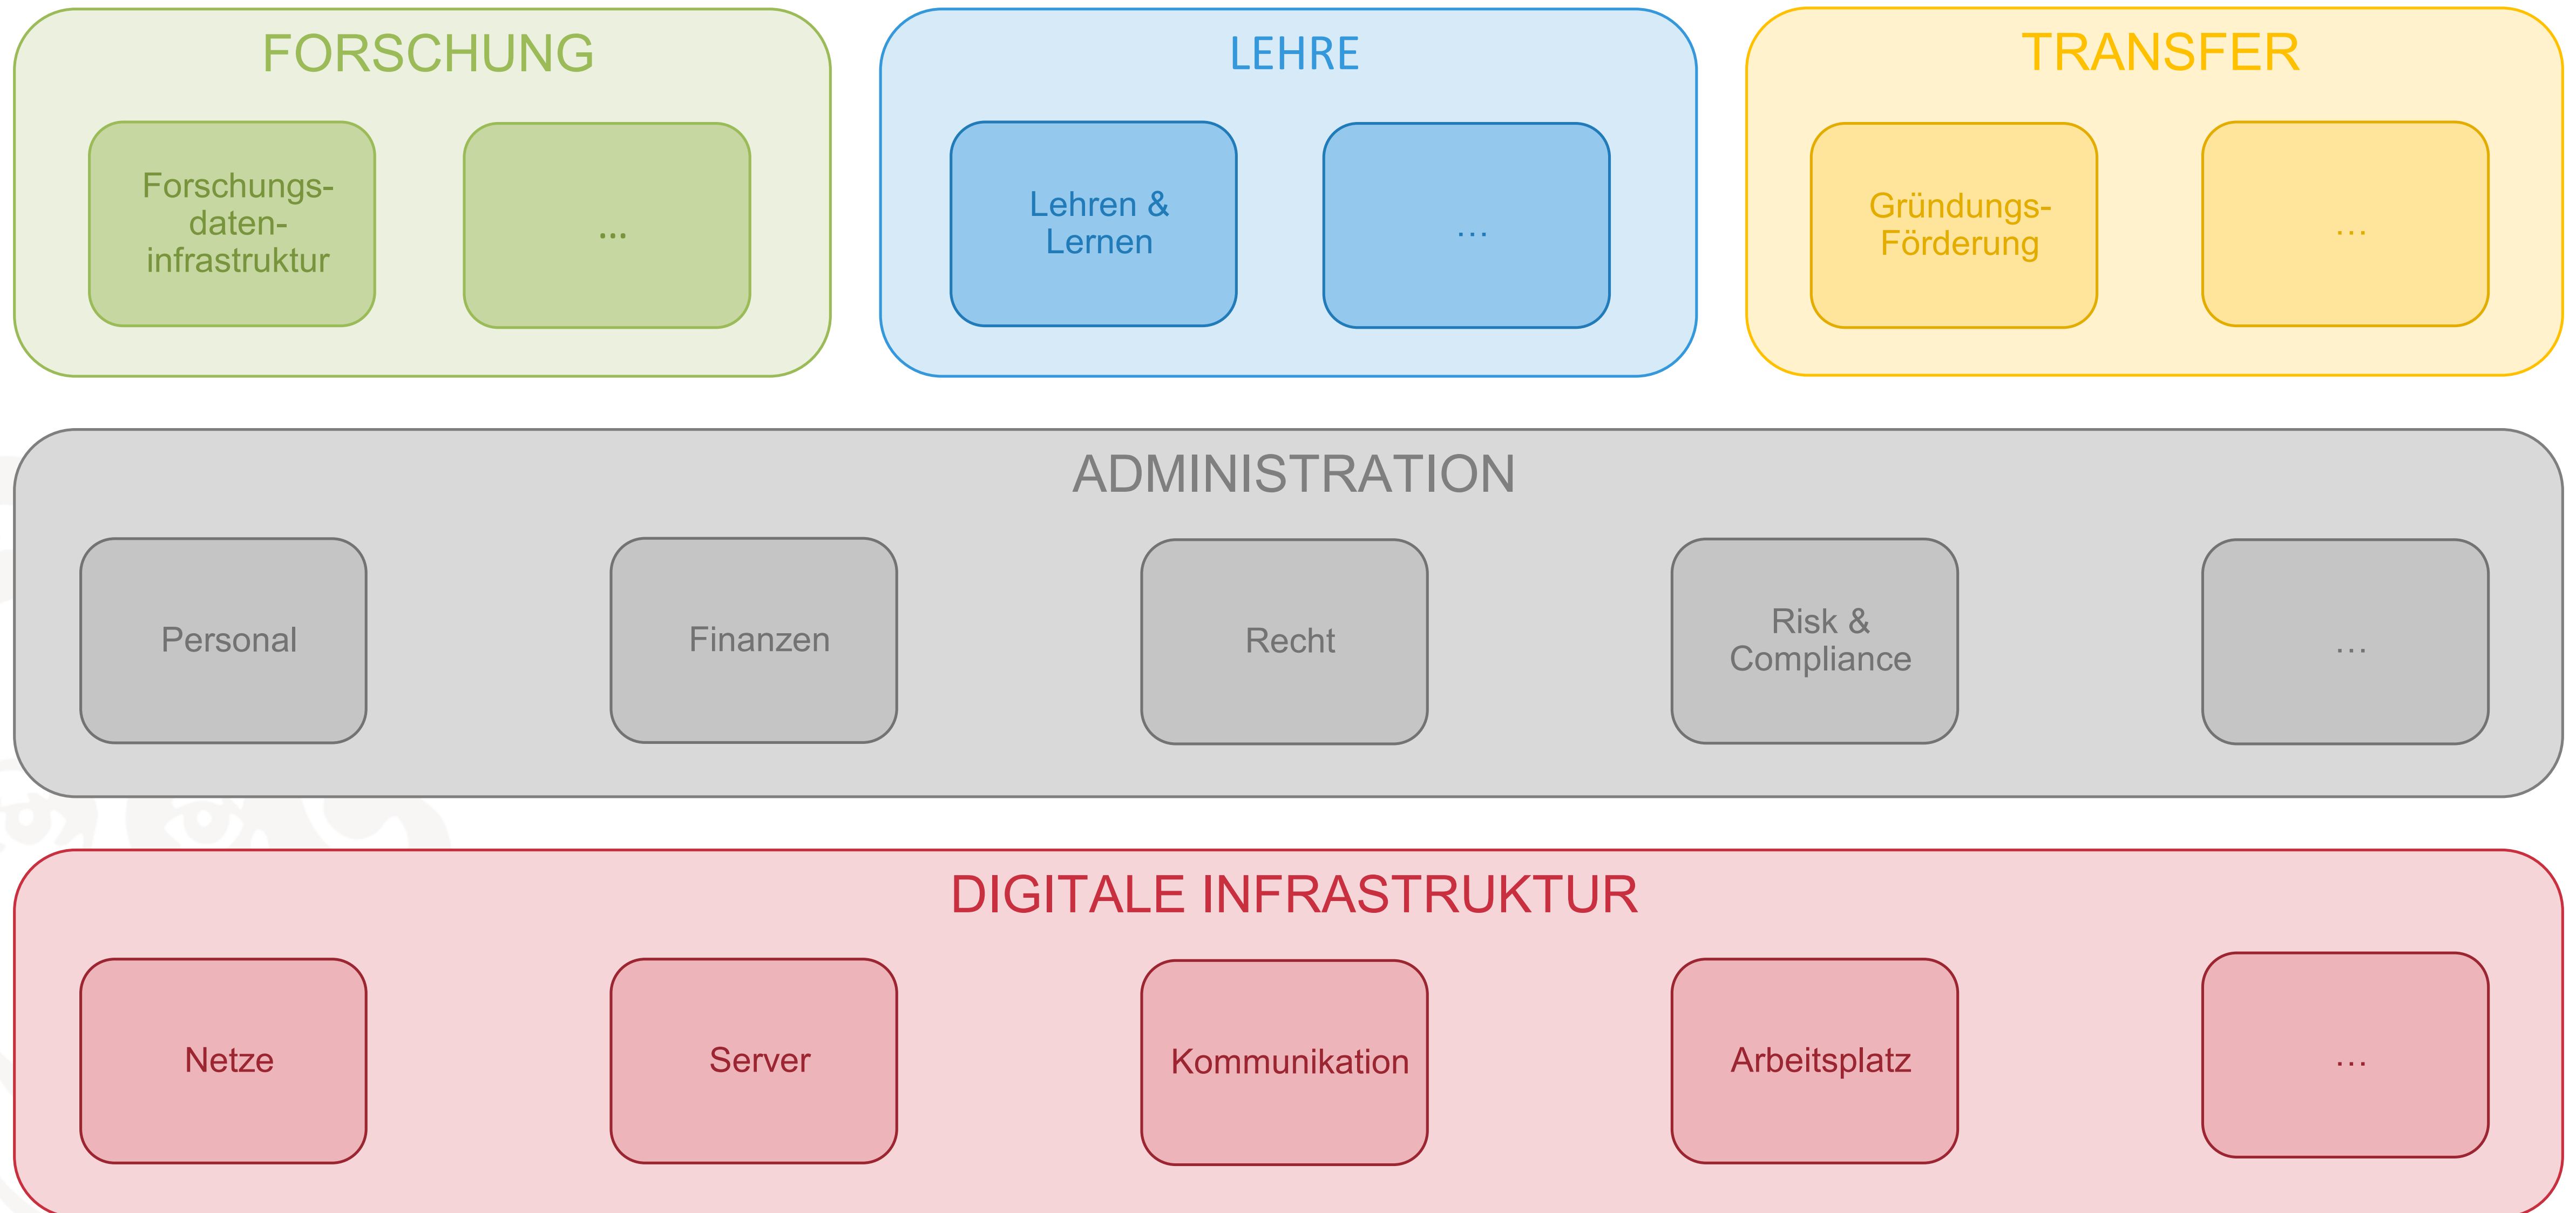 FORSCHUNG
Forschungs-
daten-
infrastruktur
...
LEHRE
Lehren &
Lernen
...
TRANSFER
Gründungs-
Förderung
...
ADMINISTRATION
Personal
Finanzen
Recht
Risk &
Compliance
...
DIGITALE INFRASTRUKTUR
Netze
Server
Kommunikation
Arbeitsplatz
...